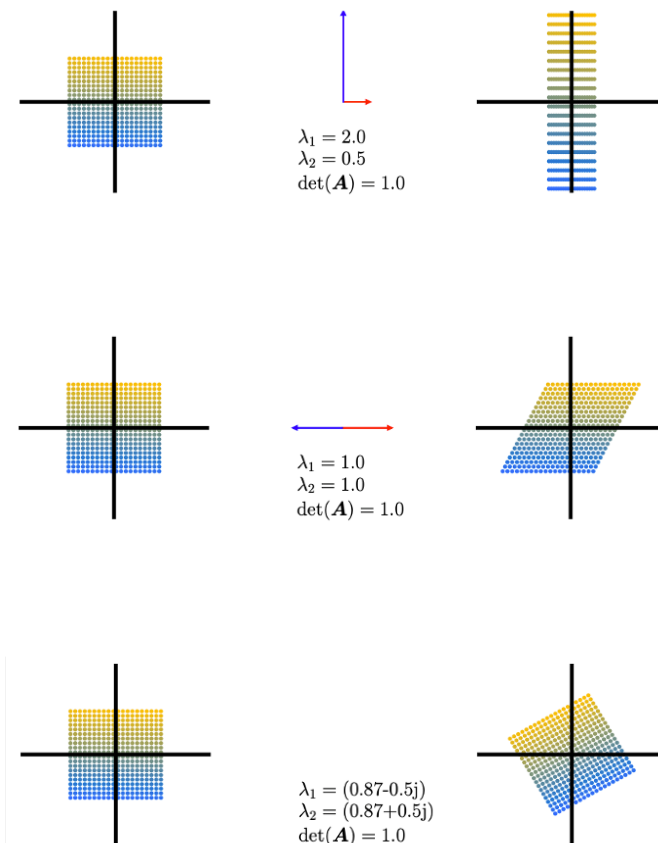 λ₁ = 2.0
λ₂ = 0.5
det(𝑨) = 1.0
λ₁ = 1.0
λ₂ = 1.0
det(𝑨) = 1.0
λ₁ = (0.87-0.5j)
λ₂ = (0.87+0.5j)
det(𝑨) = 1.0